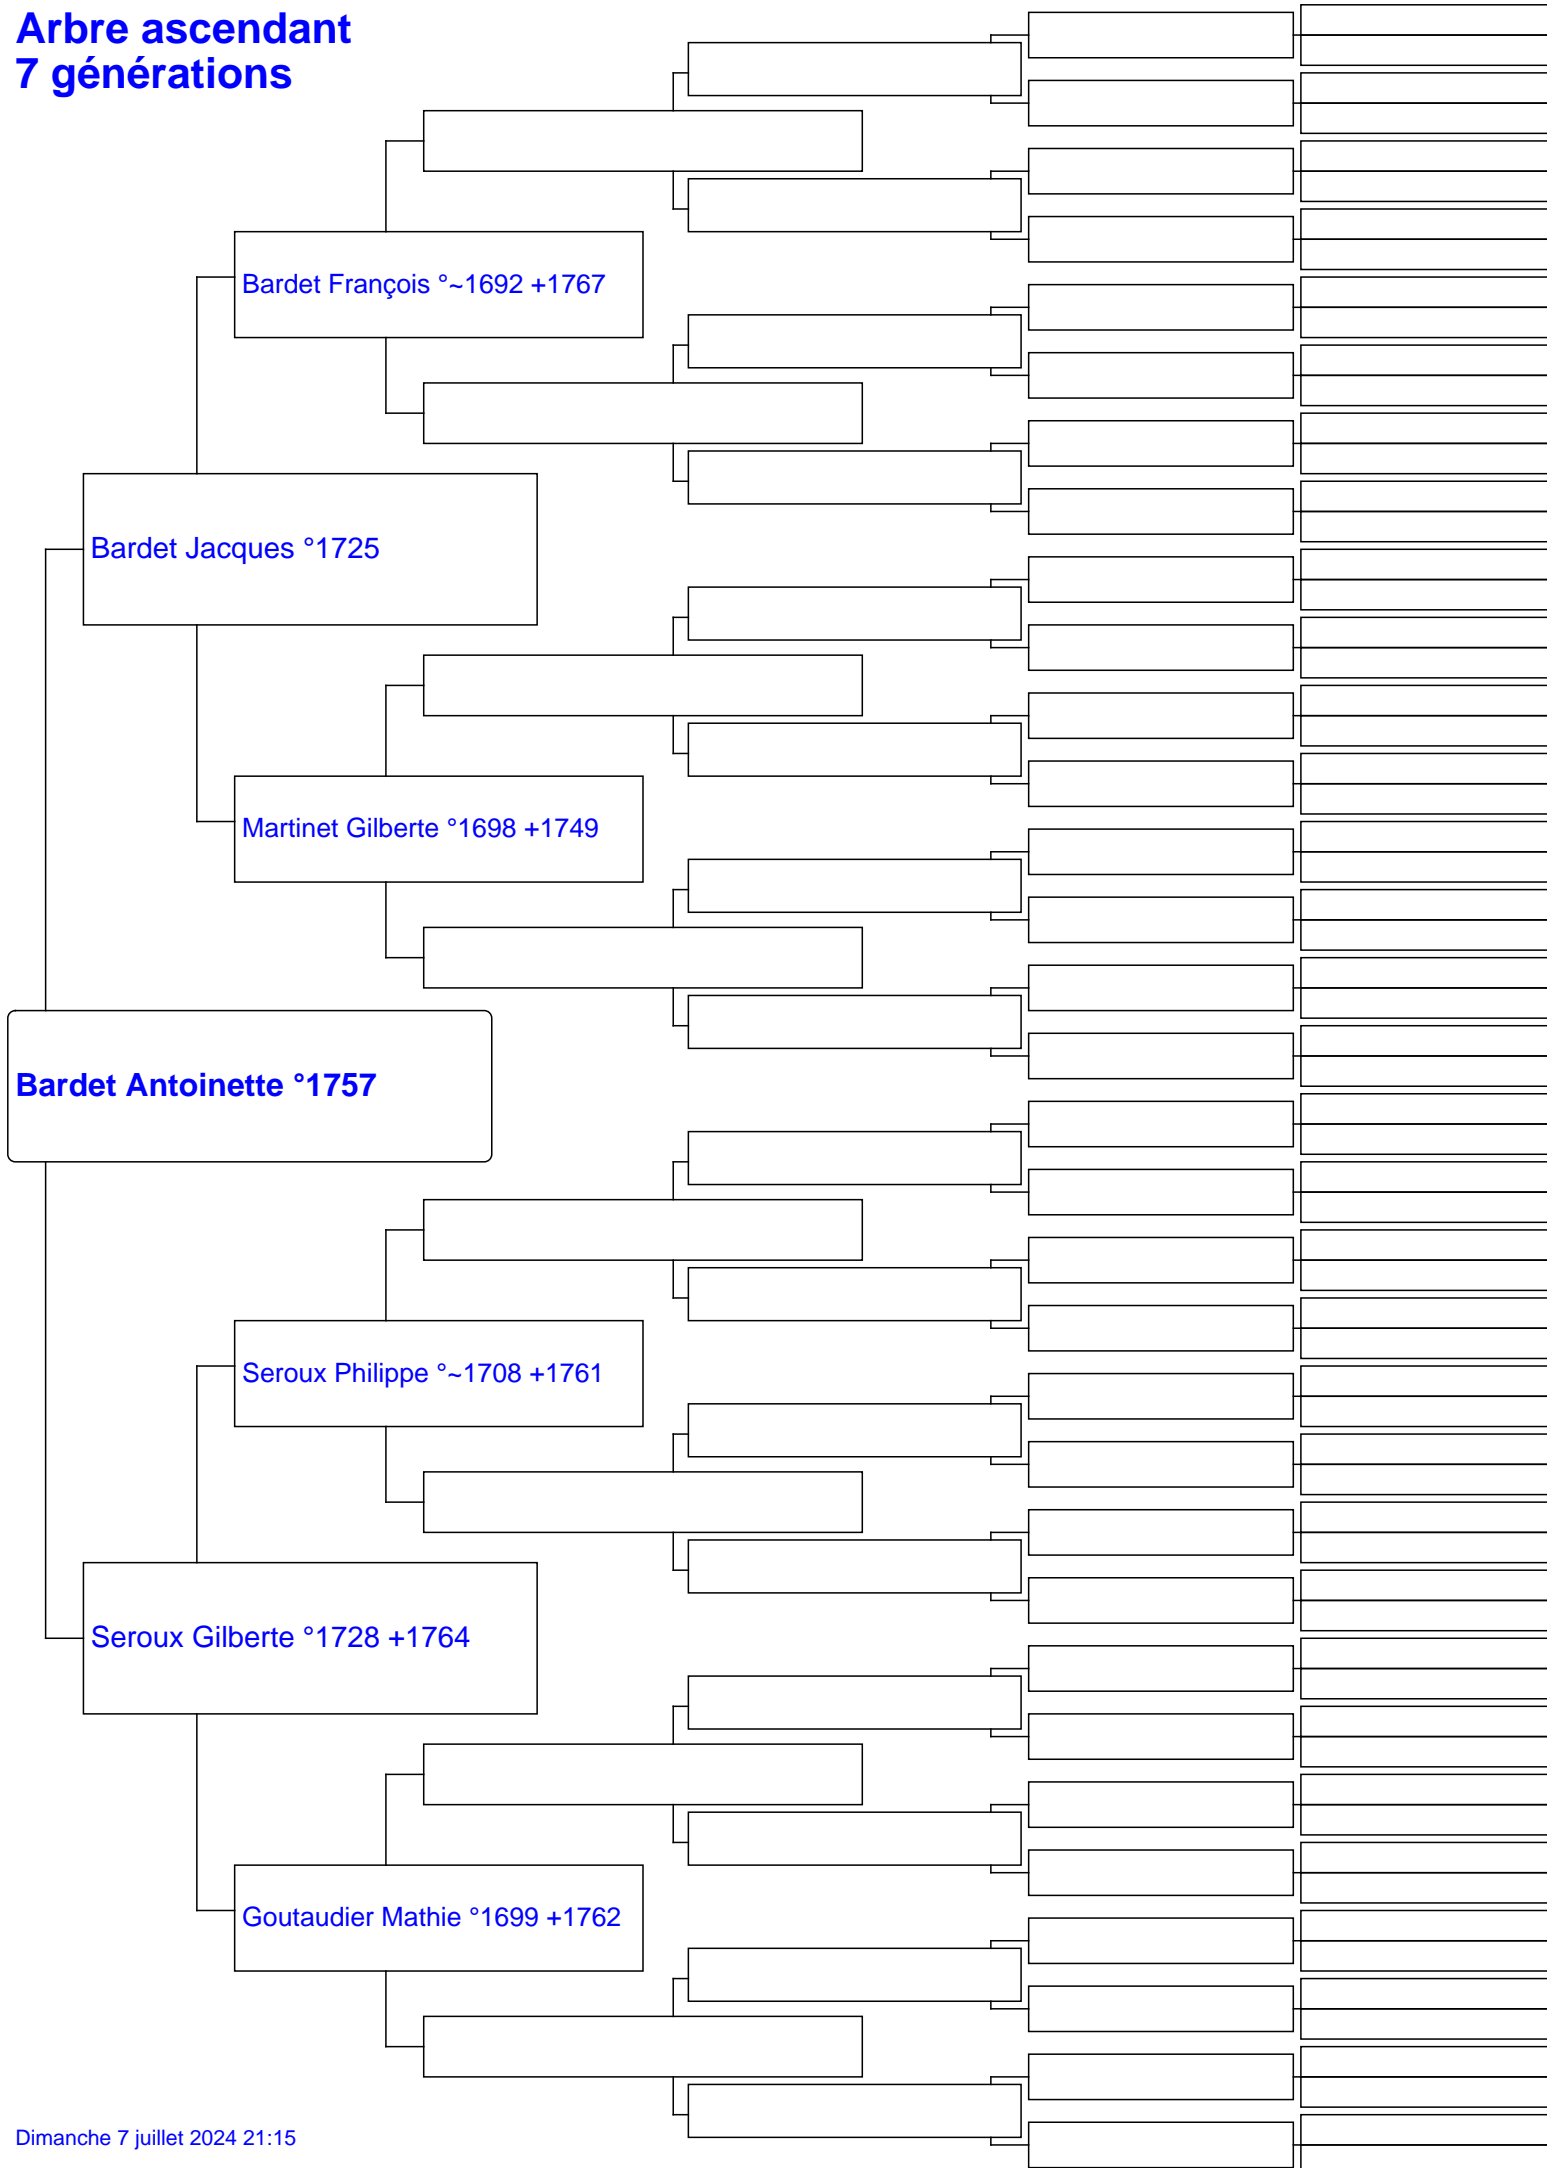 Arbre ascendant
7 générations
Bardet François °~1692 +1767
Bardet Jacques °1725
Martinet Gilberte °1698 +1749
Bardet Antoinette °1757
Seroux Philippe °~1708 +1761
Seroux Gilberte °1728 +1764
Goutaudier Mathie °1699 +1762
Dimanche 7 juillet 2024 21:15